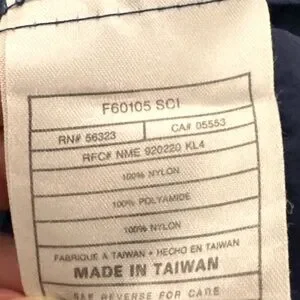 F60105 SCI
RN# 56323 CA# 05553
RFC# NME 920220 KL4
100% NYLON
100% POLYAMIDE
100% NYLON
FABRIQUÉ A TAIWAN • HECHO EN TAIWAN
MADE IN TAIWAN
SEE REVERSE FOR CARE